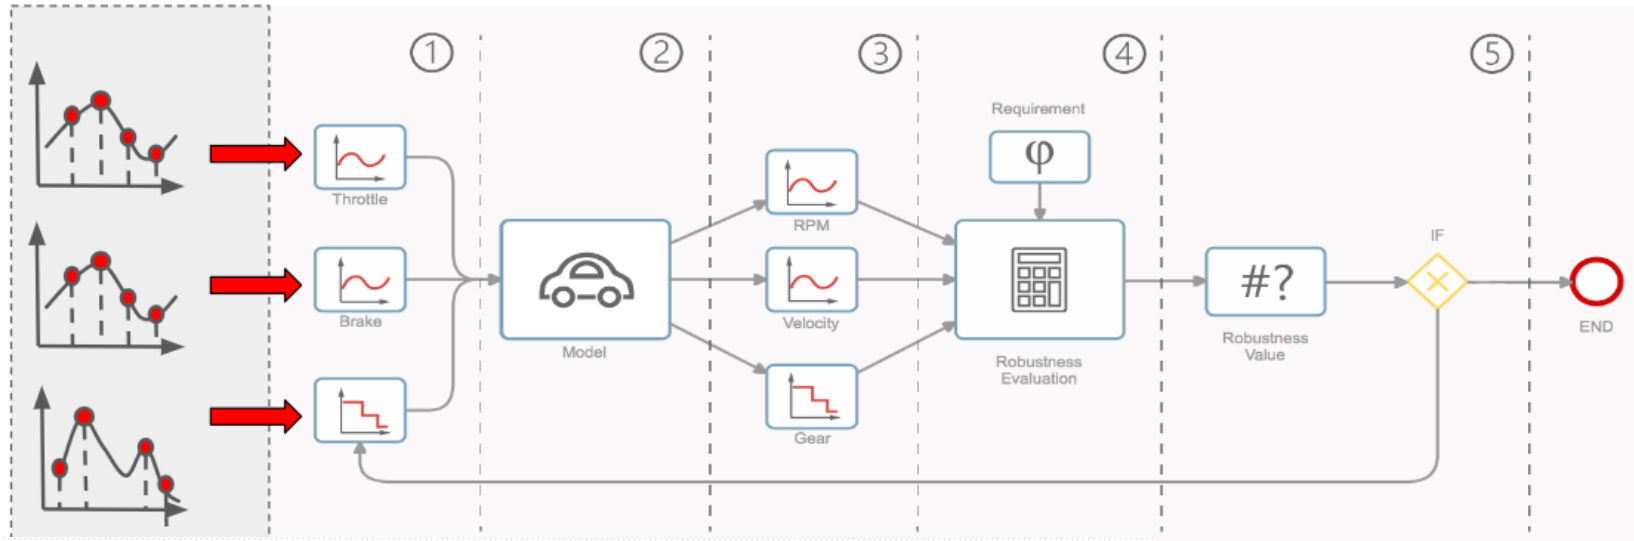 1
2
3
4
5
Requirement
φ
Throttle
RPM
IF
#?
Brake
Velocity
Model
Robustness
Evaluation
Robustness
Value
END
Gear